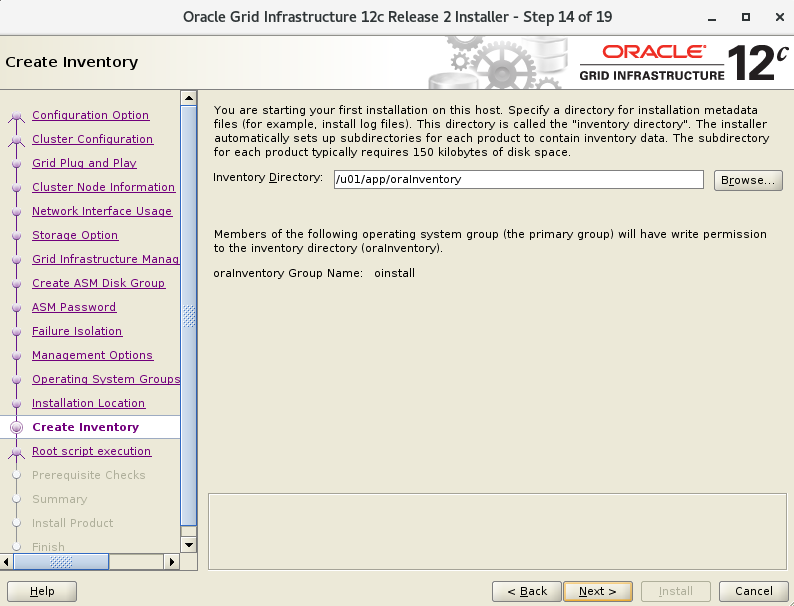 Oracle Grid Infrastructure 12c Release 2 Installer - Step 14 of 19
Create Inventory
ORACLE
GRID INFRASTRUCTURE 12c
Configuration Option
Cluster Configuration
Grid Plug and Play
Cluster Node Information
Network Interface Usage
Storage Option
Grid Infrastructure Manag
Create ASM Disk Group
ASM Password
Failure Isolation
Management Options
Operating System Groups
Installation Location
Create Inventory
Root script execution
Prerequisite Checks
Summary
Install Product
Finish
You are starting your first installation on this host. Specify a directory for installation metadata
files (for example, install log files). This directory is called the "inventory directory". The installer
automatically sets up subdirectories for each product to contain inventory data. The subdirectory
for each product typically requires 150 kilobytes of disk space.
Inventory Directory: /u01/app/oraInventory Browse...
Members of the following operating system group (the primary group) will have write permission
to the inventory directory (oraInventory).
oraInventory Group Name: oinstall
Help < Back Next > Install Cancel